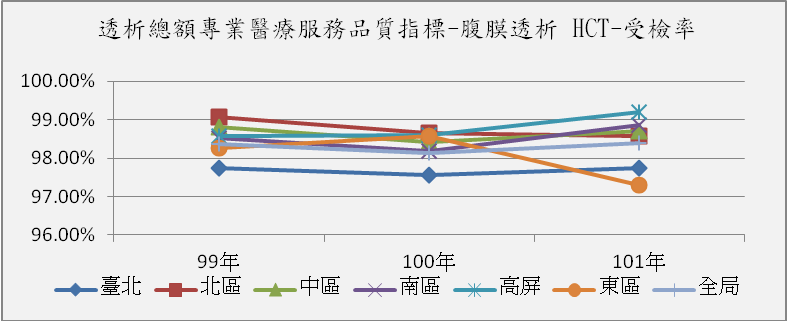 透析總額專業醫療服務品質指標-腹膜透析 HCT-受檢率
100.00%
99.00%
98.00%
97.00%
96.00%
99年 100年 101年
臺北 北區 中區 南區 高屏 東區 全局